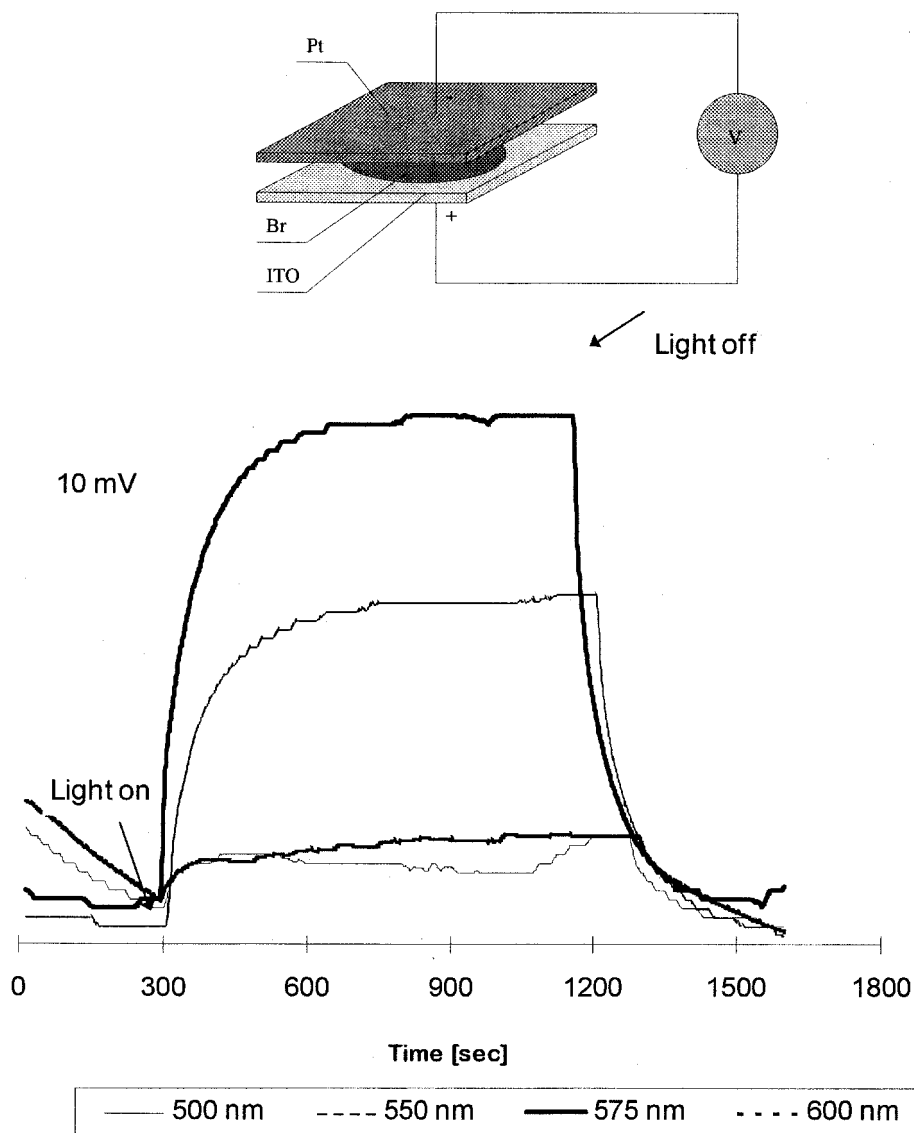 Pt
-
V
Br
+
ITO
Light off
10 mV
Light on
0 300 600 900 1200 1500 1800
Time [sec]
500 nm 550 nm 575 nm 600 nm